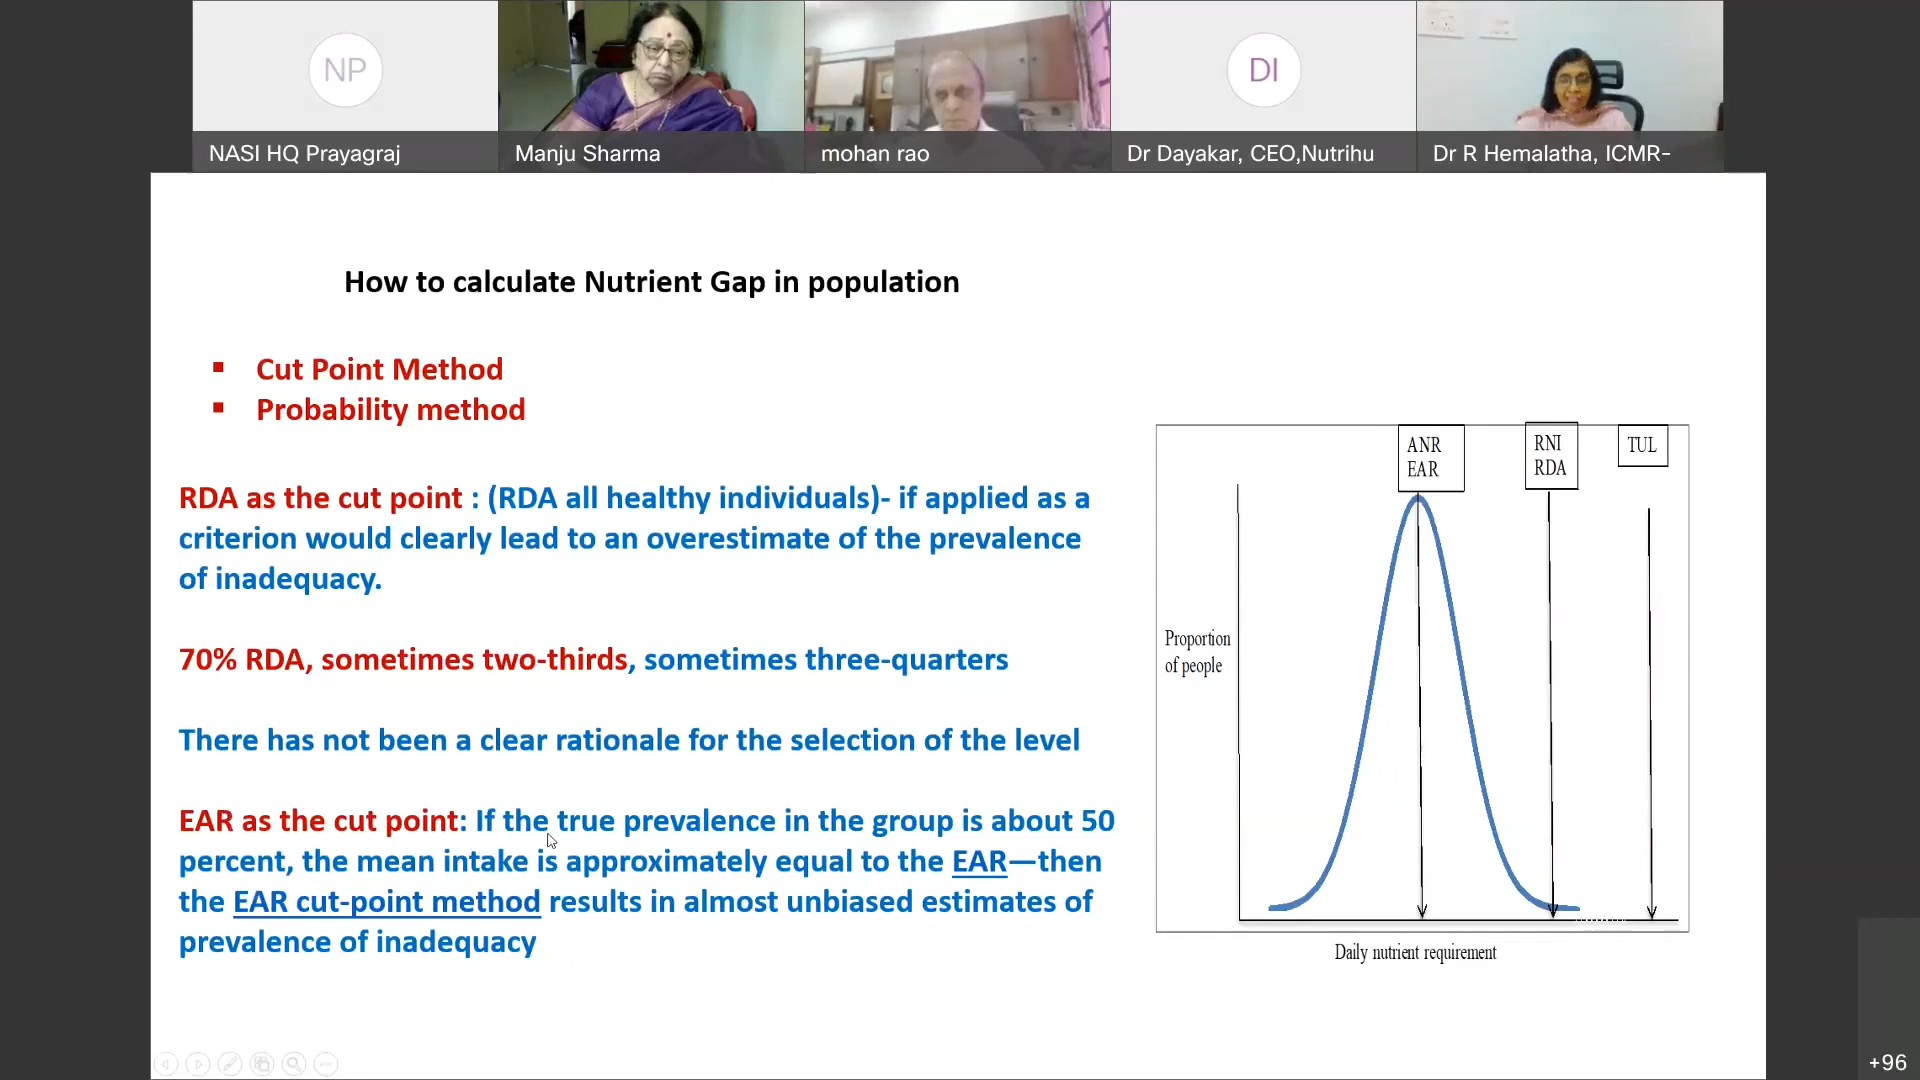 NP
DI
NASI HQ Prayagraj
Manju Sharma
mohan rao
Dr Dayakar, CEO,Nutrihu
Dr R Hemalatha, ICMR-
How to calculate Nutrient Gap in population
▪ Cut Point Method
▪ Probability method
RDA as the cut point : (RDA all healthy individuals)- if applied as a
criterion would clearly lead to an overestimate of the prevalence
of inadequacy.
70% RDA, sometimes two-thirds, sometimes three-quarters
There has not been a clear rationale for the selection of the level
EAR as the cut point: If the true prevalence in the group is about 50
percent, the mean intake is approximately equal to the EAR—then
the EAR cut-point method results in almost unbiased estimates of
prevalence of inadequacy
ANR
EAR
RNI
RDA
TUL
Proportion
of people
Daily nutrient requirement
+96